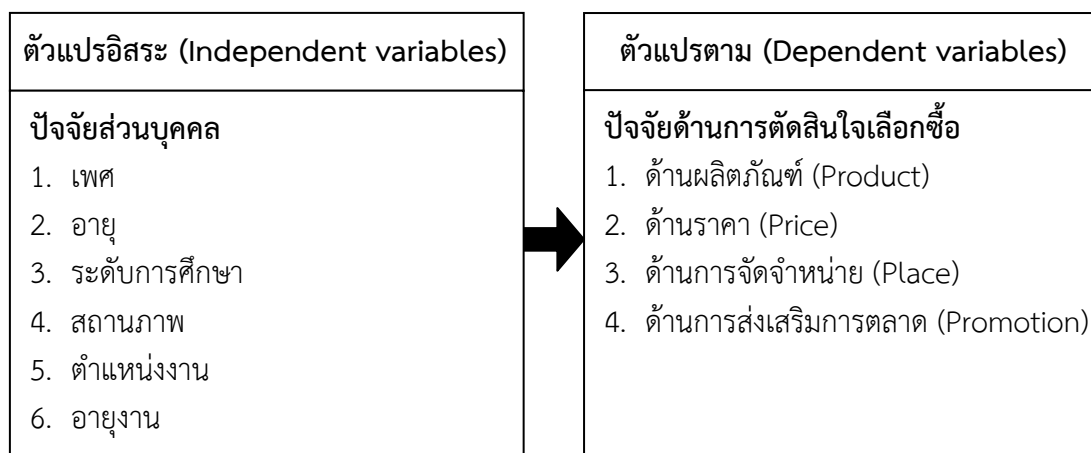 ตัวแปรอิสระ (Independent variables)
ปัจจัยส่วนบุคคล
1. เพศ
2. อายุ
3. ระดับการศึกษา
4. สถานภาพ
5. ตำแหน่งงาน
6. อายุงาน
ตัวแปรตาม (Dependent variables)
ปัจจัยด้านการตัดสินใจเลือกซื้อ
1. ด้านผลิตภัณฑ์ (Product)
2. ด้านราคา (Price)
3. ด้านการจัดจำหน่าย (Place)
4. ด้านการส่งเสริมการตลาด (Promotion)